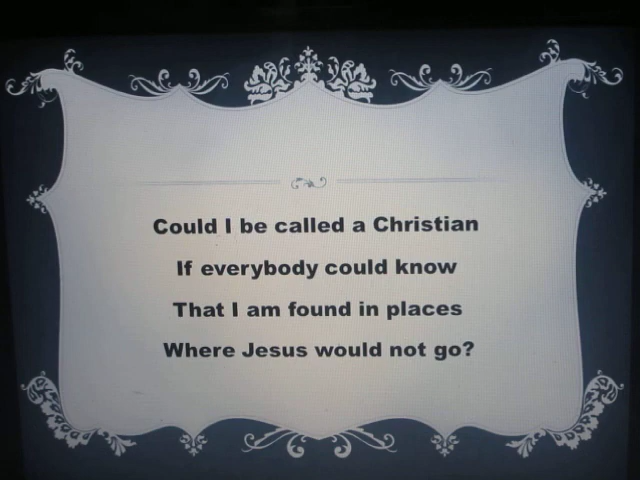 Could I be called a Christian
If everybody could know
That I am found in places
Where Jesus would not go?